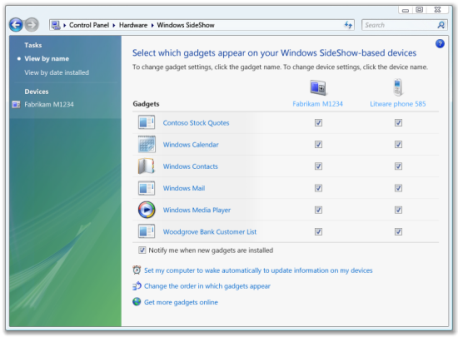 Control Panel ▸ Hardware ▸ Windows SideShow
Search
Tasks
View by name
View by date installed
Devices
Fabrikam M1234
Select which gadgets appear on your Windows SideShow-based devices
To change gadget settings, click the gadget name. To change device settings, click the device name.
Gadgets Fabrikam M1234 Litware phone 585
Contoso Stock Quotes
Windows Calendar
Windows Contacts
Windows Mail
Windows Media Player
Woodgrove Bank Customer List
Notify me when new gadgets are installed
Set my computer to wake automatically to update information on my devices
Change the order in which gadgets appear
Get more gadgets online